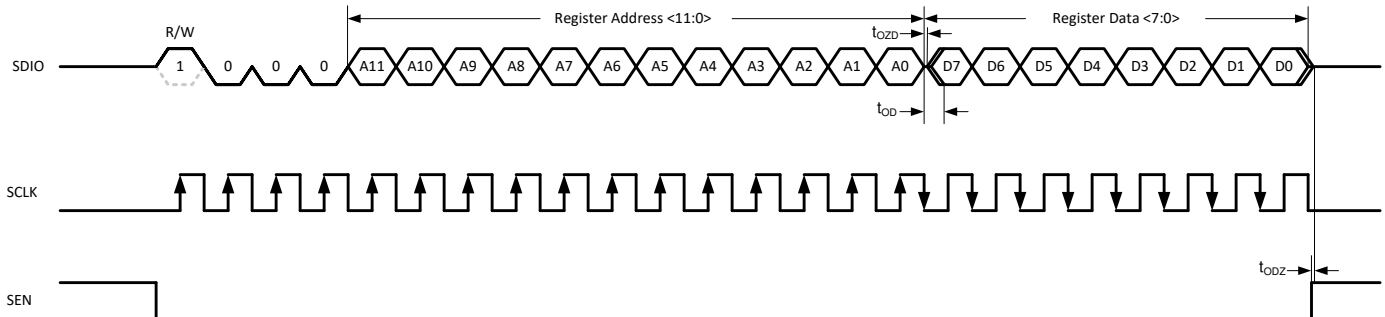 Register Address <11:0>
Register Data <7:0>
R/W
tOZD
SDIO
1 0 0 0 A11 A10 A9 A8 A7 A6 A5 A4 A3 A2 A1 A0 D7 D6 D5 D4 D3 D2 D1 D0
tOD
SCLK
tODZ
SEN